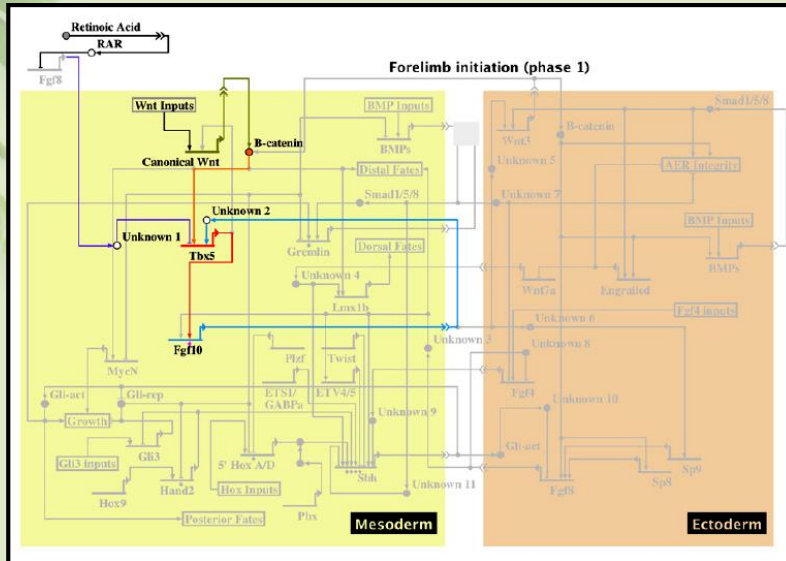 Retinoic Acid
RAR
Fgf8
Forelimb initiation (phase 1)
Wnt Inputs
BMP Inputs
Smad1/5/8
B-catenin
BMPs
Wnt3
B-catenin
Canonical Wnt
Unknown 5
AER Integrity
Distal Fates
Smad1/5/8
Unknown 7
Unknown 2
BMP Inputs
Unknown 1
Gremlin
Dorsal Fates
Tbx5
BMPs
Unknown 4
Wnt7a
Engrailed
Lmx1b
Fgf4 inputs
Unknown 6
Unknown 3
Fgf10
Unknown 8
MycN
Plzf
Twist
Gli-act
Gli-rep
ETS1/
GABPa
ETV4/5
Fgf4
Unknown 10
Growth
Unknown 9
Gli3
Gli-act
Gli3 inputs
5' Hox A/D
Shh
Sp9
Hand2
Hox Inputs
Unknown 11
Fgf8
Sp8
Hox9
Pbx
Posterior Fates
Mesoderm
Ectoderm